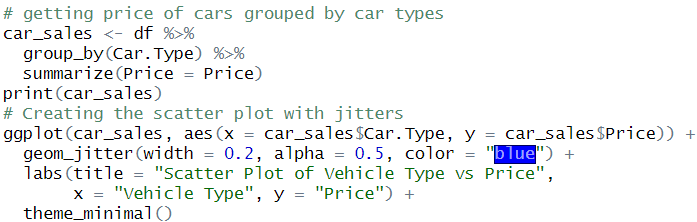 # getting price of cars grouped by car types
car_sales <- df %>%
  group_by(Car.Type) %>%
  summarize(Price = Price)
print(car_sales)
# Creating the scatter plot with jitters
ggplot(car_sales, aes(x = car_sales$Car.Type, y = car_sales$Price)) +
  geom_jitter(width = 0.2, alpha = 0.5, color = "blue") +
  labs(title = "Scatter Plot of Vehicle Type vs Price",
       x = "Vehicle Type", y = "Price") +
  theme_minimal()